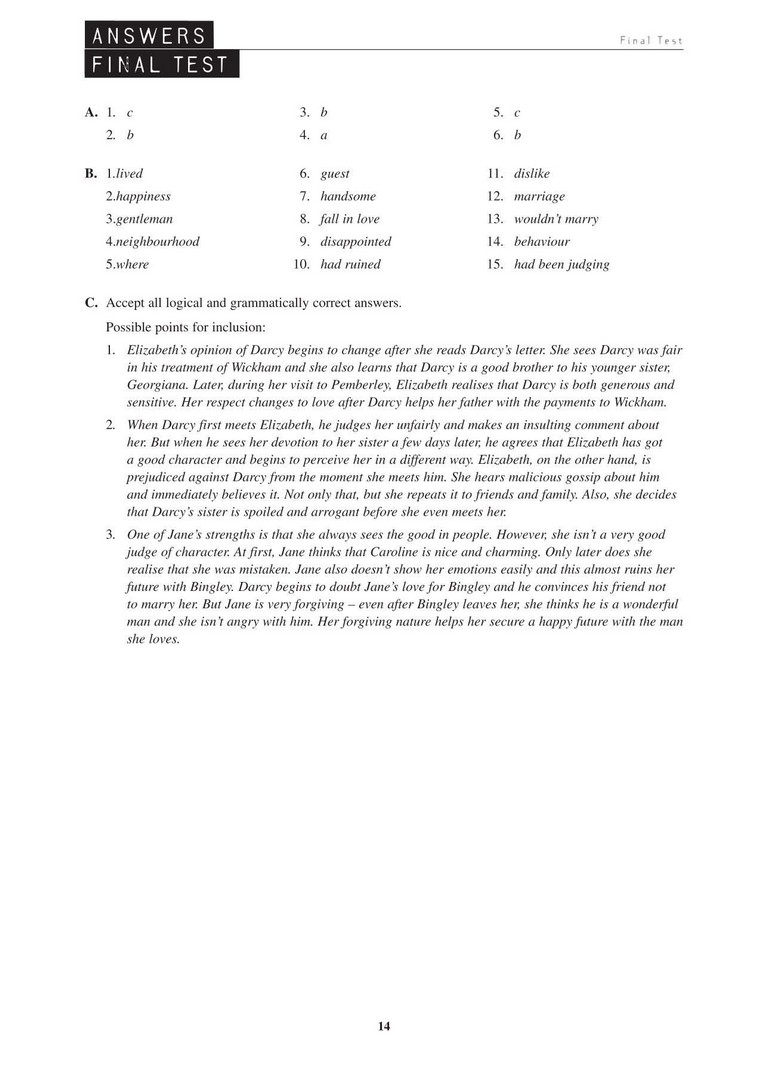 ANSWERS
Final Test
FINAL TEST
A. 1. c 3. b 5. c
2. b 4. a 6. b
B. 1.lived 6. guest 11. dislike
2.happiness 7. handsome 12. marriage
3.gentleman 8. fall in love 13. wouldn't marry
4.neighbourhood 9. disappointed 14. behaviour
5.where 10. had ruined 15. had been judging
C. Accept all logical and grammatically correct answers.
Possible points for inclusion:
1. Elizabeth's opinion of Darcy begins to change after she reads Darcy's letter. She sees Darcy was fair
in his treatment of Wickham and she also learns that Darcy is a good brother to his younger sister,
Georgiana. Later, during her visit to Pemberley, Elizabeth realises that Darcy is both generous and
sensitive. Her respect changes to love after Darcy helps her father with the payments to Wickham.
2. When Darcy first meets Elizabeth, he judges her unfairly and makes an insulting comment about
her. But when he sees her devotion to her sister a few days later, he agrees that Elizabeth has got
a good character and begins to perceive her in a different way. Elizabeth, on the other hand, is
prejudiced against Darcy from the moment she meets him. She hears malicious gossip about him
and immediately believes it. Not only that, but she repeats it to friends and family. Also, she decides
that Darcy's sister is spoiled and arrogant before she even meets her.
3. One of Jane's strengths is that she always sees the good in people. However, she isn't a very good
judge of character. At first, Jane thinks that Caroline is nice and charming. Only later does she
realise that she was mistaken. Jane also doesn't show her emotions easily and this almost ruins her
future with Bingley. Darcy begins to doubt Jane's love for Bingley and he convinces his friend not
to marry her. But Jane is very forgiving – even after Bingley leaves her, she thinks he is a wonderful
man and she isn't angry with him. Her forgiving nature helps her secure a happy future with the man
she loves.
14